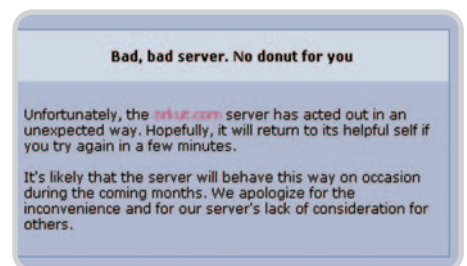 Bad, bad server. No donut for you
Unfortunately, the orkut.com server has acted out in an
unexpected way. Hopefully, it will return to its helpful self if
you try again in a few minutes.
It's likely that the server will behave this way on occasion
during the coming months. We apologize for the
inconvenience and for our server's lack of consideration for
others.